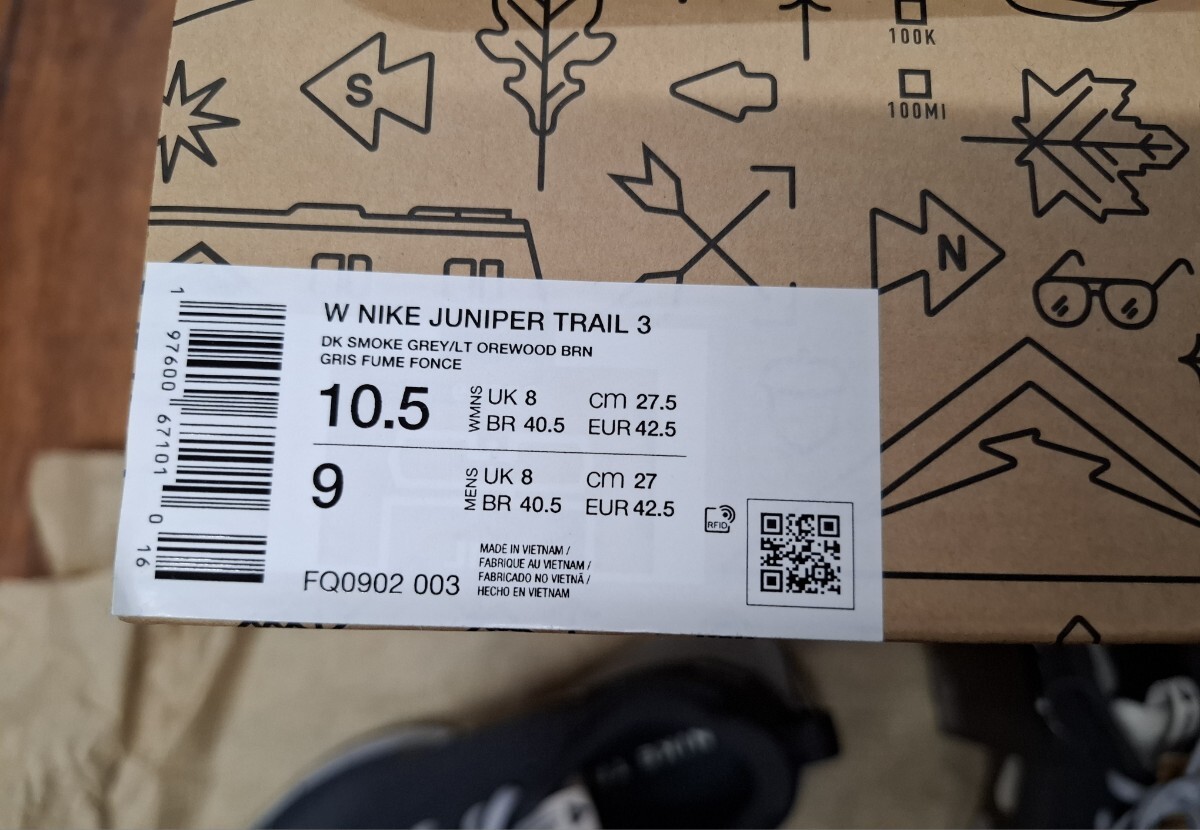 100K
100MI
S
N
W NIKE JUNIPER TRAIL 3
DK SMOKE GREY/LT OREWOOD BRN
GRIS FUME FONCE
10.5
WMNS
UK 8
cm 27.5
BR 40.5
EUR 42.5
9
MENS
UK 8
cm 27
BR 40.5
EUR 42.5
RFID
MADE IN VIETNAM /
FABRIQUE AU VIETNAM /
FABRICADO NO VIETNÃ /
HECHO EN VIETNAM
FQ0902 003
1 97600 67101 0 16